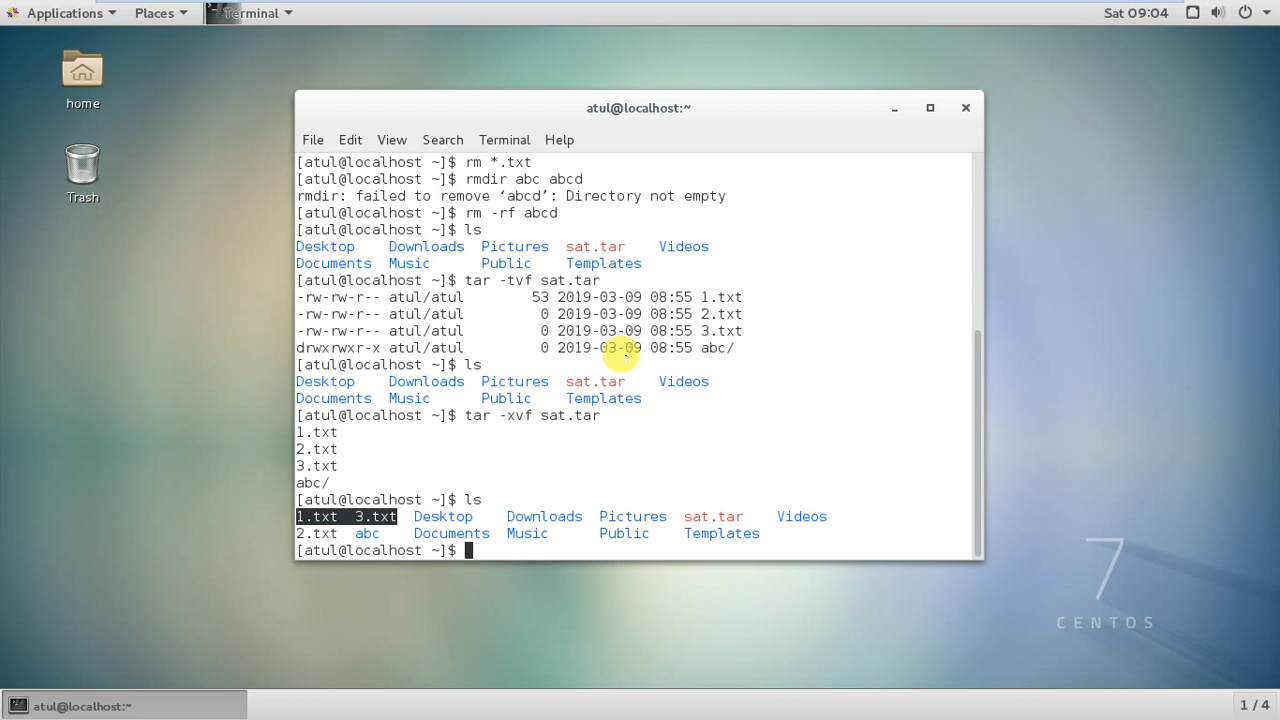 Applications Places Terminal Sat 09:04
home
Trash
atul@localhost:~
File Edit View Search Terminal Help
[atul@localhost ~]$ rm *.txt
[atul@localhost ~]$ rmdir abc abcd
rmdir: failed to remove ‘abcd’: Directory not empty
[atul@localhost ~]$ rm -rf abcd
[atul@localhost ~]$ ls
Desktop Downloads Pictures sat.tar Videos
Documents Music Public Templates
[atul@localhost ~]$ tar -tvf sat.tar
-rw-rw-r-- atul/atul 53 2019-03-09 08:55 1.txt
-rw-rw-r-- atul/atul 0 2019-03-09 08:55 2.txt
-rw-rw-r-- atul/atul 0 2019-03-09 08:55 3.txt
drwxrwxr-x atul/atul 0 2019-03-09 08:55 abc/
[atul@localhost ~]$ ls
Desktop Downloads Pictures sat.tar Videos
Documents Music Public Templates
[atul@localhost ~]$ tar -xvf sat.tar
1.txt
2.txt
3.txt
abc/
[atul@localhost ~]$ ls
1.txt 3.txt Desktop Downloads Pictures sat.tar Videos
2.txt abc Documents Music Public Templates
[atul@localhost ~]$
7
CENTOS
atul@localhost:~ 1 / 4